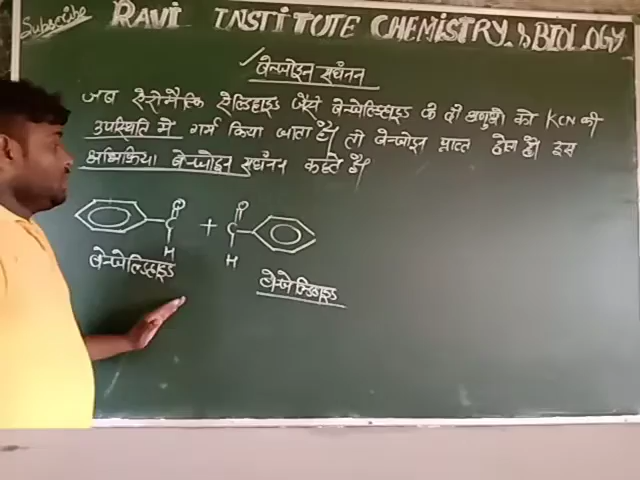 Subscribe
RAVI INSTITUTE CHEMISTRY & BIOLOGY
बेन्जोइन संघनन
जब ऐरोमैटिक ऐल्डिहाइड जैसे बेन्जेल्डिहाइड के दो अणुओं को KCN की
उपस्थिति में गर्म किया जाता है। तो बेन्जोइन प्राप्त होता है। इस
अभिक्रिया बेन्जोइन संघनन कहते है।
O O
C + C
H H
बेन्जेल्डिहाइड
बेन्जेल्डिहाइड